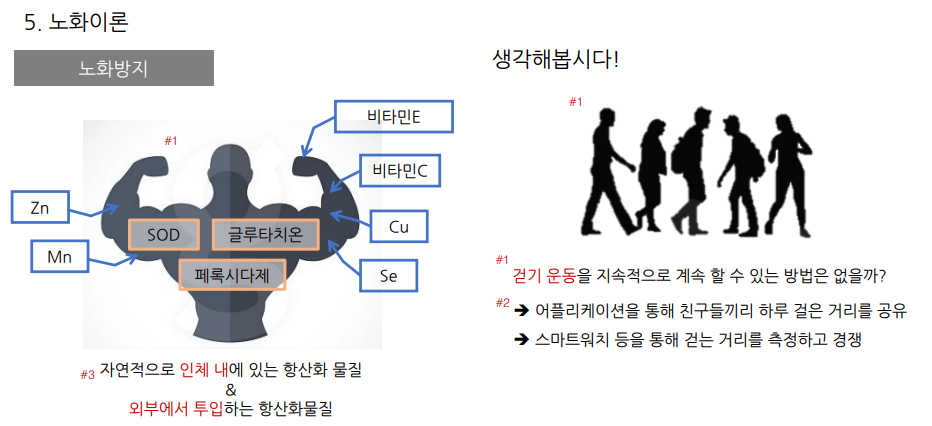 5. 노화이론
노화방지
#1
비타민E
비타민C
Zn
Cu
SOD
글루타치온
Mn
Se
페록시다제
#3 자연적으로 인체 내에 있는 항산화 물질
&
외부에서 투입하는 항산화물질
생각해봅시다!
#1
#1
걷기 운동을 지속적으로 계속 할 수 있는 방법은 없을까?
#2 ➔ 어플리케이션을 통해 친구들끼리 하루 걸은 거리를 공유
➔ 스마트워치 등을 통해 걷는 거리를 측정하고 경쟁